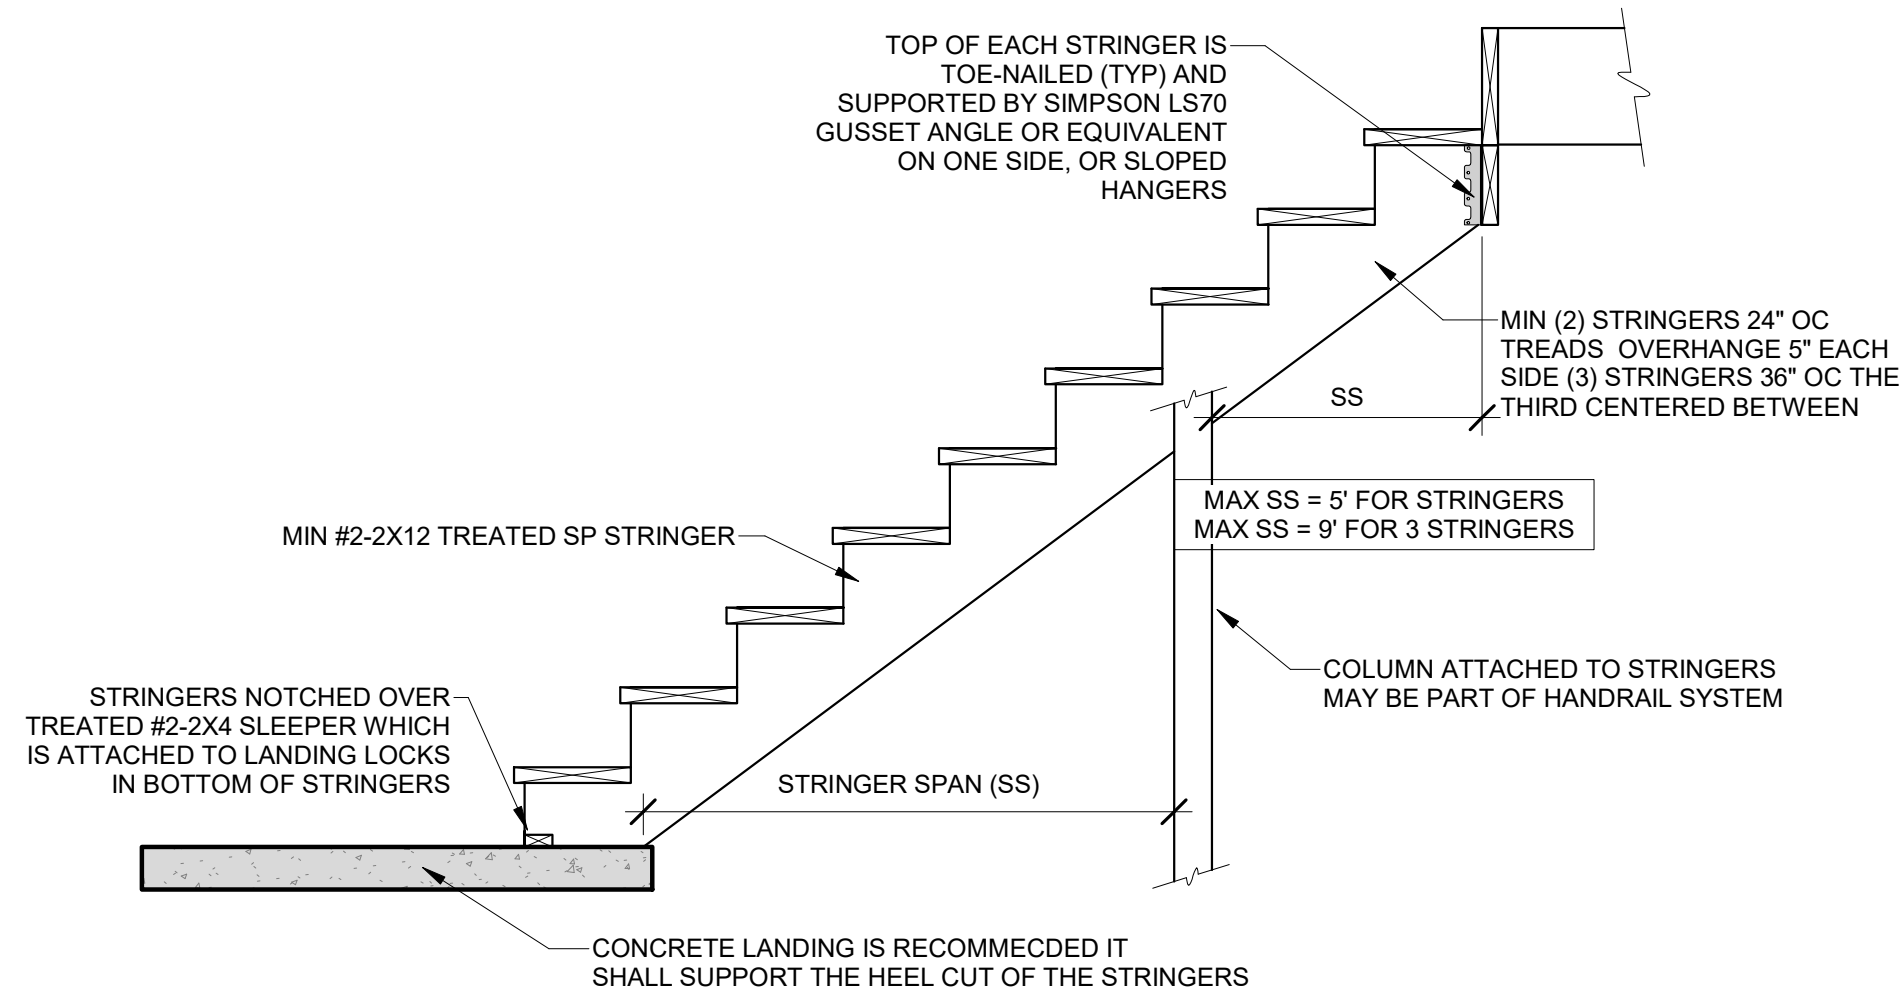 TOP OF EACH STRINGER IS
TOE-NAILED (TYP) AND
SUPPORTED BY SIMPSON LS70
GUSSET ANGLE OR EQUIVALENT
ON ONE SIDE, OR SLOPED
HANGERS
MIN (2) STRINGERS 24" OC
TREADS OVERHANGE 5" EACH
SIDE (3) STRINGERS 36" OC THE
THIRD CENTERED BETWEEN
SS
MAX SS = 5' FOR STRINGERS
MAX SS = 9' FOR 3 STRINGERS
MIN #2-2X12 TREATED SP STRINGER
COLUMN ATTACHED TO STRINGERS
MAY BE PART OF HANDRAIL SYSTEM
STRINGERS NOTCHED OVER
TREATED #2-2X4 SLEEPER WHICH
IS ATTACHED TO LANDING LOCKS
IN BOTTOM OF STRINGERS
STRINGER SPAN (SS)
CONCRETE LANDING IS RECOMMECDED IT
SHALL SUPPORT THE HEEL CUT OF THE STRINGERS